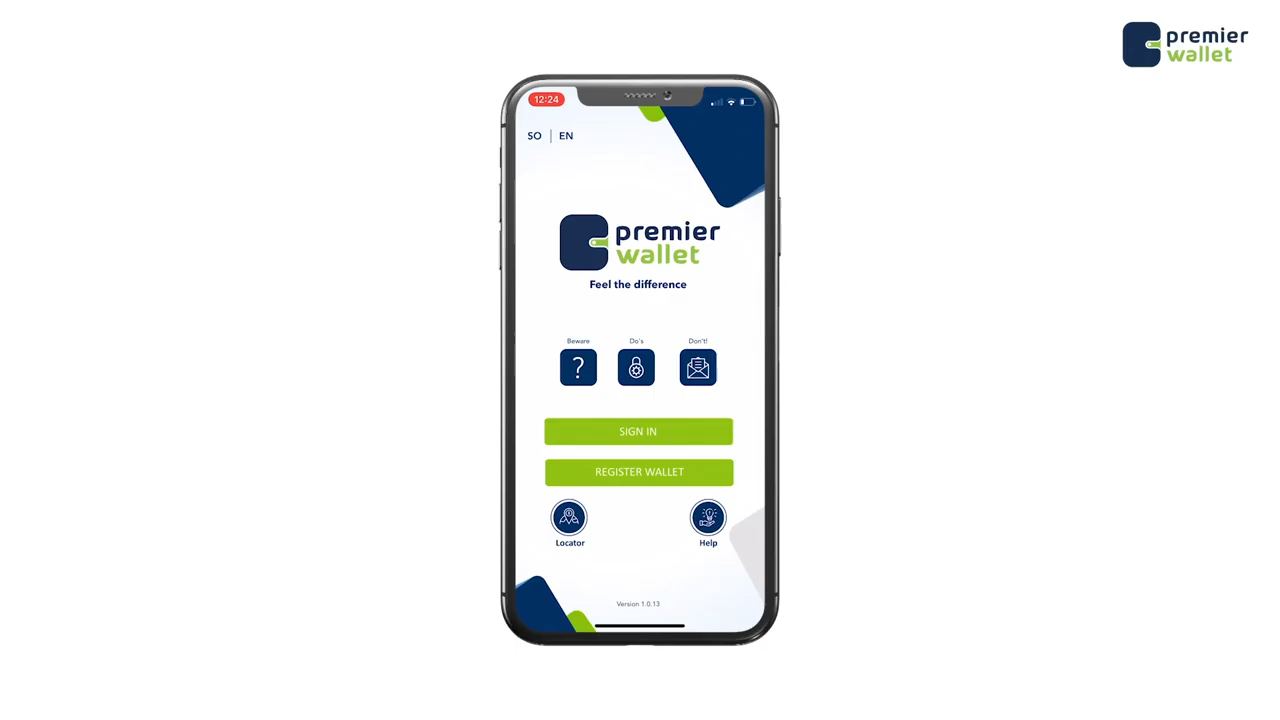 premier
wallet
12:24
SO | EN
premier
wallet
Feel the difference
Beware
Do's
Don't!
SIGN IN
REGISTER WALLET
Locator
Help
Version 1.0.13